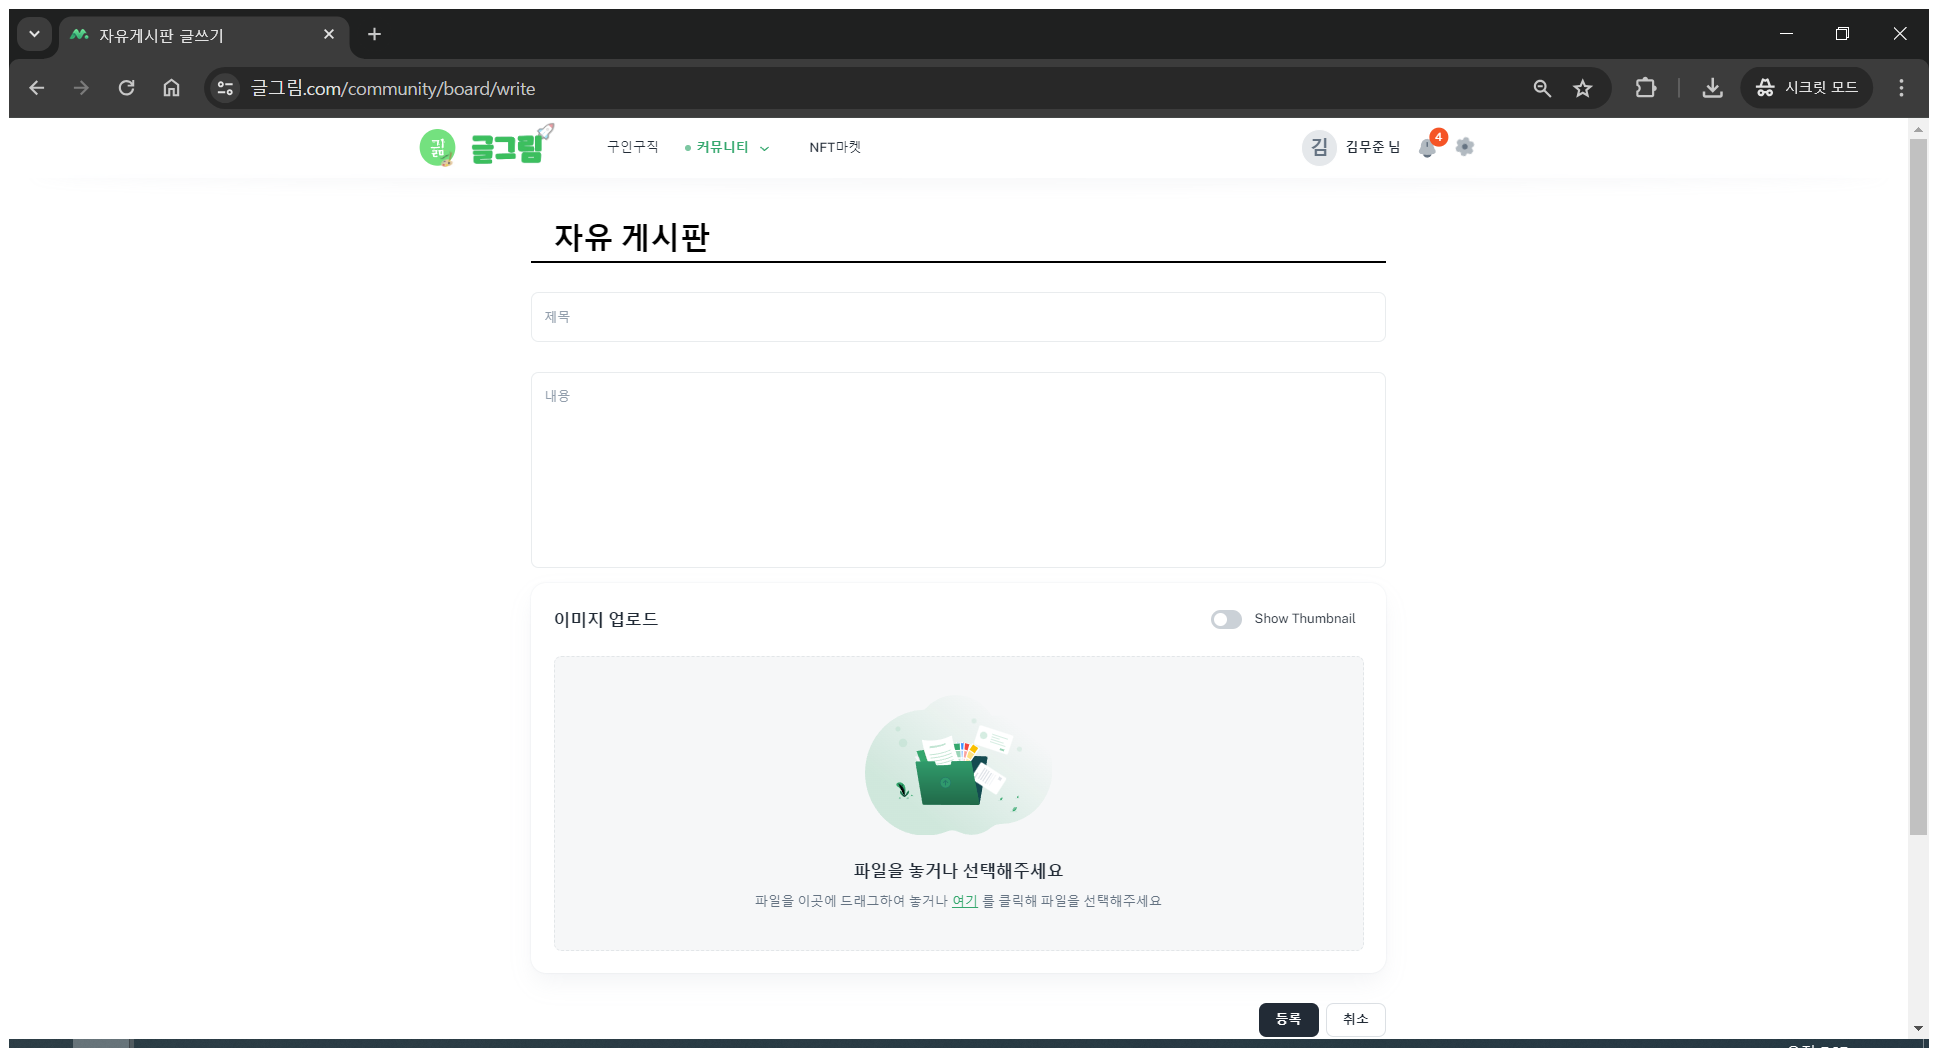 자유게시판 글쓰기
글그림.com/community/board/write
시크릿 모드
글그림
글그림
구인구직
커뮤니티
NFT마켓
김
김무준 님
4
자유 게시판
제목
내용
이미지 업로드
Show Thumbnail
파일을 놓거나 선택해주세요
파일을 이곳에 드래그하여 놓거나 여기 를 클릭해 파일을 선택해주세요
등록
취소